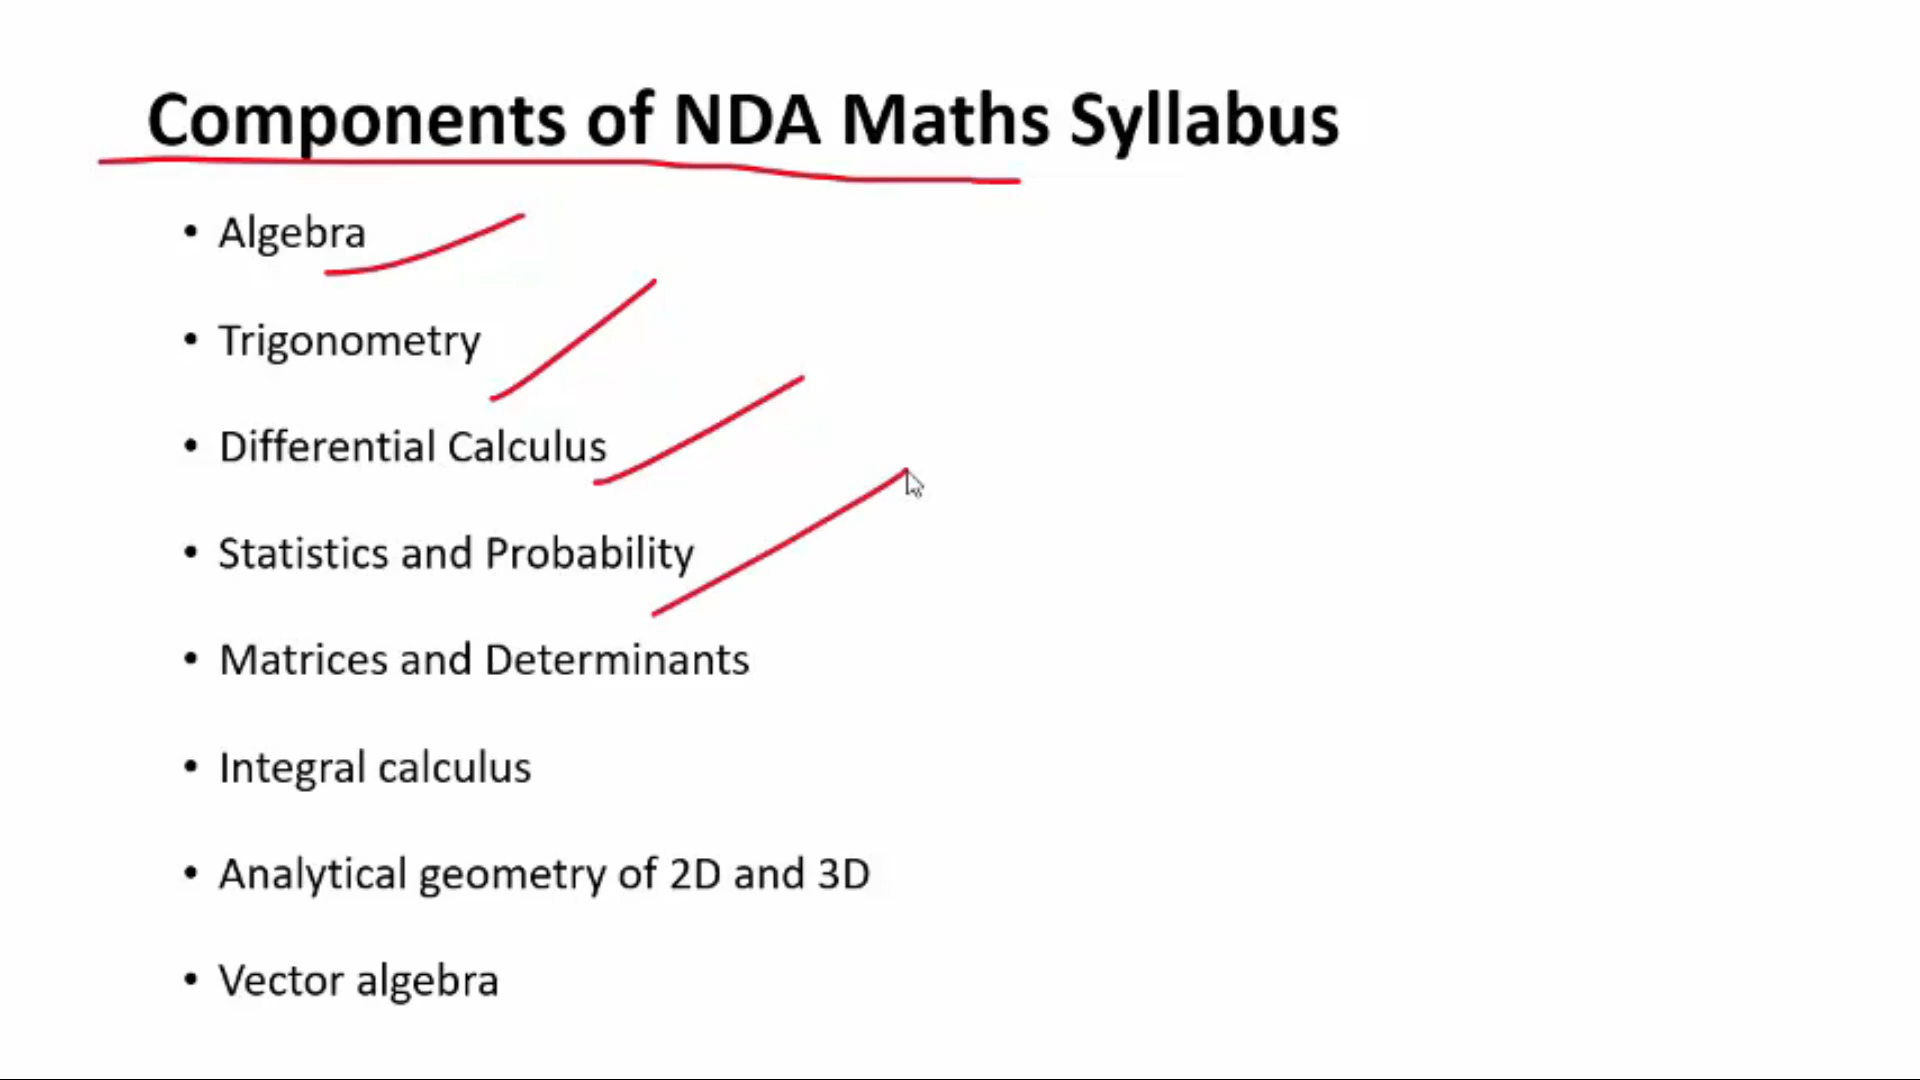 Components of NDA Maths Syllabus
• Algebra
• Trigonometry
• Differential Calculus
• Statistics and Probability
• Matrices and Determinants
• Integral calculus
• Analytical geometry of 2D and 3D
• Vector algebra